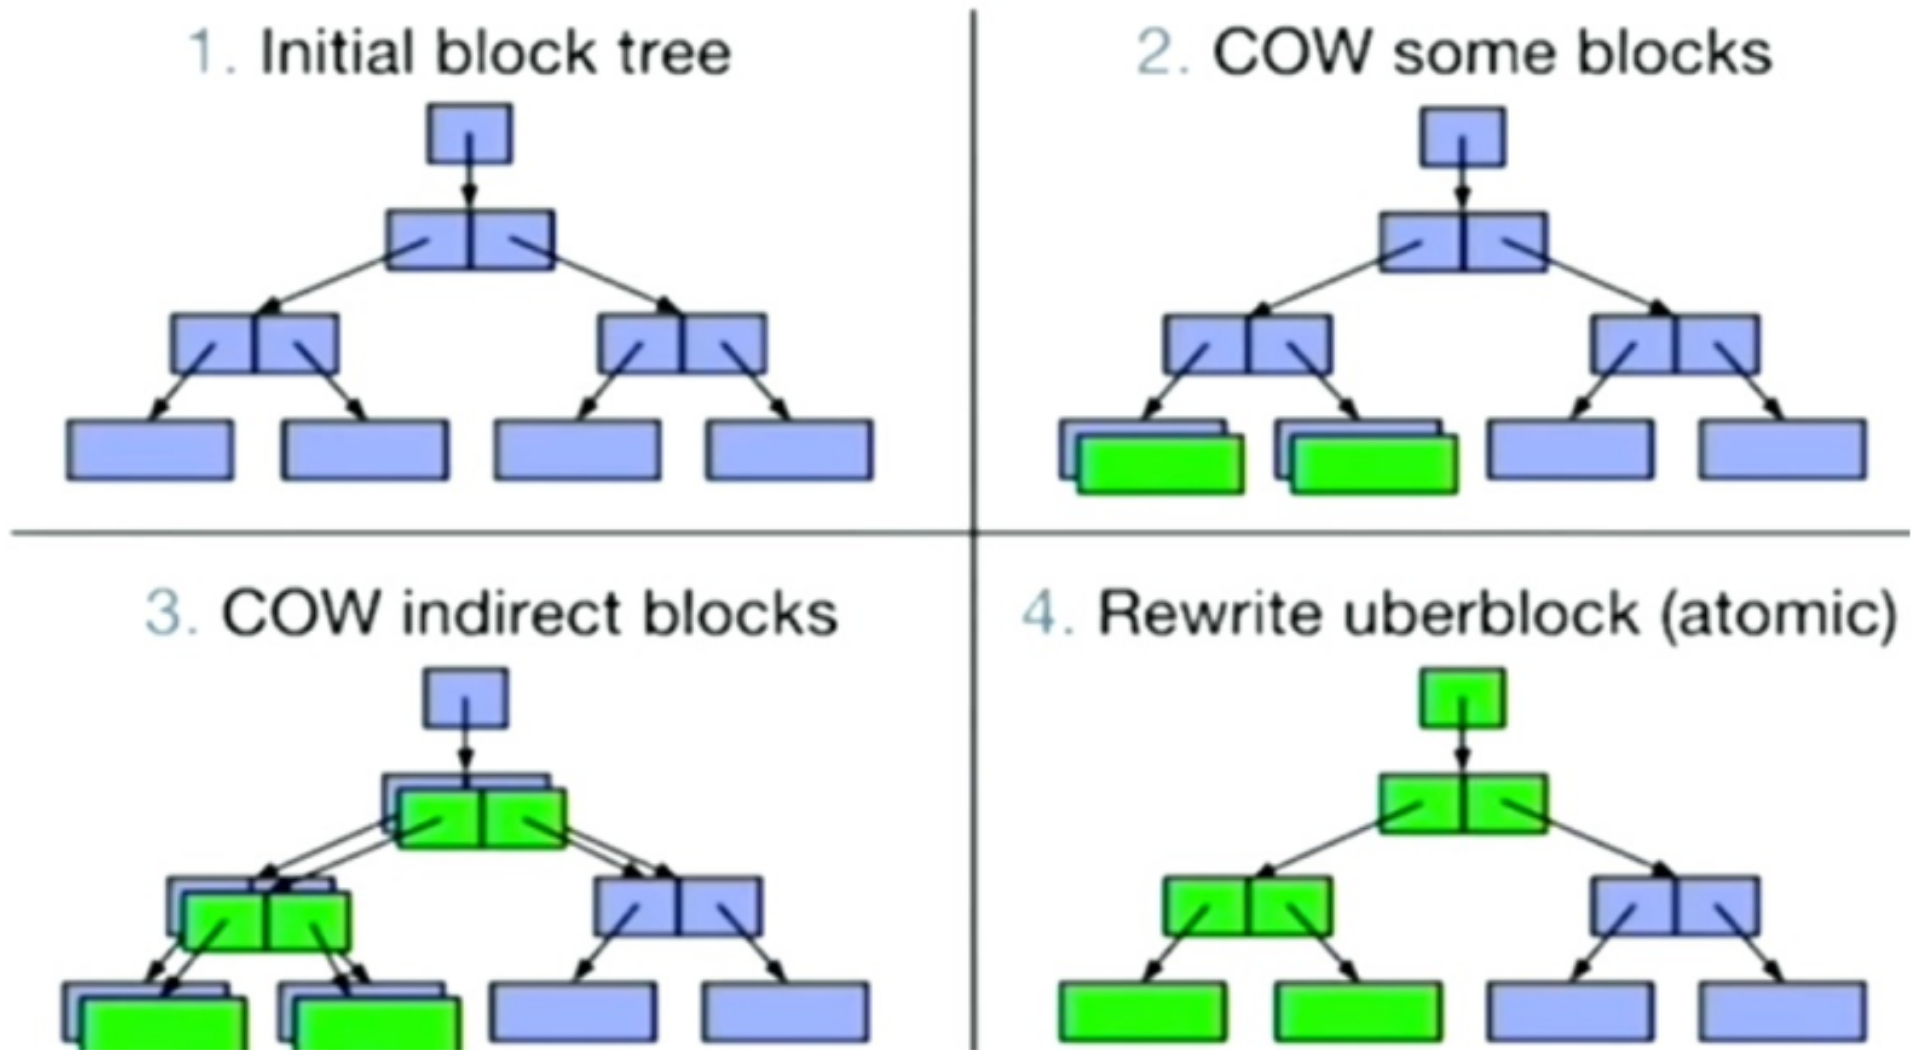 1. Initial block tree
2. COW some blocks
3. COW indirect blocks
4. Rewrite uberblock (atomic)